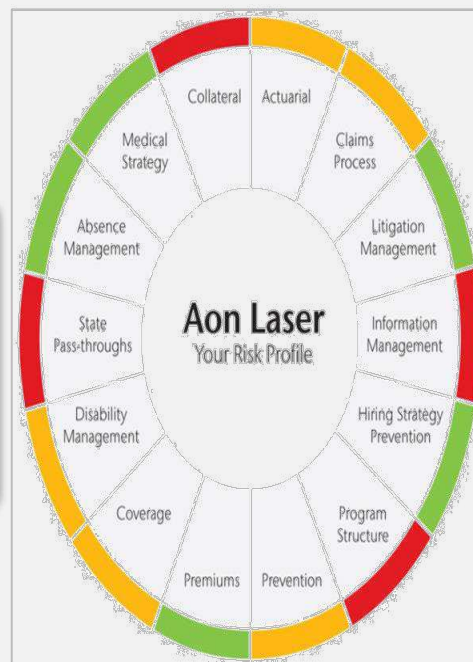 Collateral
Actuarial
Medical
Strategy
Claims
Process
Absence
Management
Litigation
Management
State
Pass-throughs
Aon Laser
Your Risk Profile
Information
Management
Disability
Management
Hiring Strategy
Prevention
Coverage
Program
Structure
Premiums
Prevention